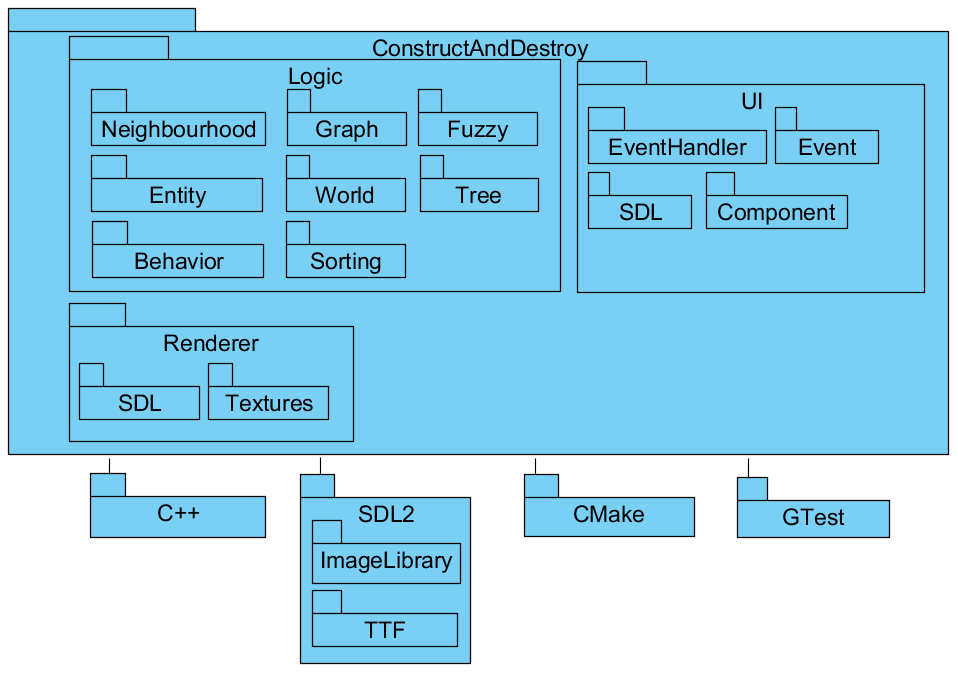 ConstructAndDestroy
Logic
Neighbourhood
Graph
Fuzzy
Entity
World
Tree
Behavior
Sorting
UI
EventHandler
Event
SDL
Component
Renderer
SDL
Textures
C++
SDL2
ImageLibrary
TTF
CMake
GTest